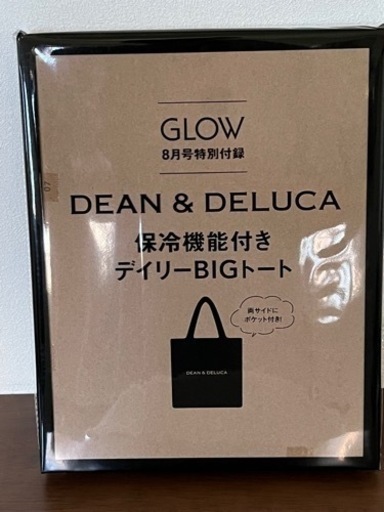 GLOW
8月号特別付録
DEAN & DELUCA
保冷機能付き
デイリーBIGトート
両サイドに
ポケット付き!
DEAN & DELUCA
07